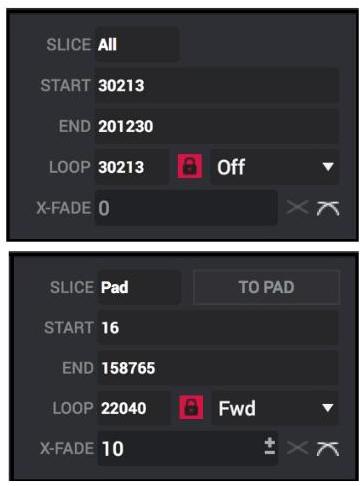 SLICE All
START 30213
END 201230
LOOP 30213 Off
X-FADE 0
SLICE Pad TO PAD
START 16
END 158765
LOOP 22040 Fwd
X-FADE 10 ±